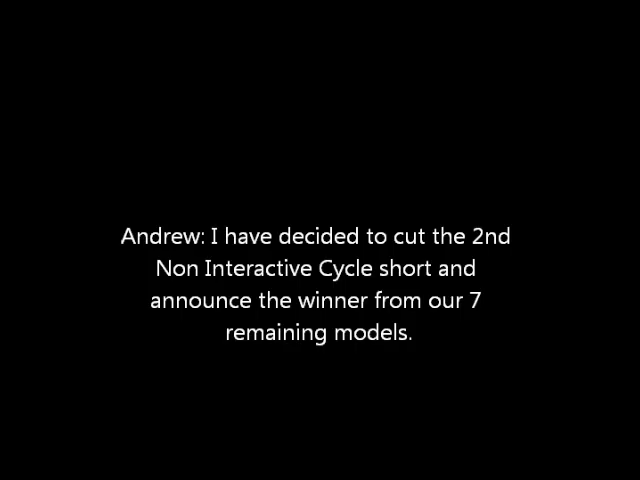 Andrew: I have decided to cut the 2nd
Non Interactive Cycle short and
announce the winner from our 7
remaining models.